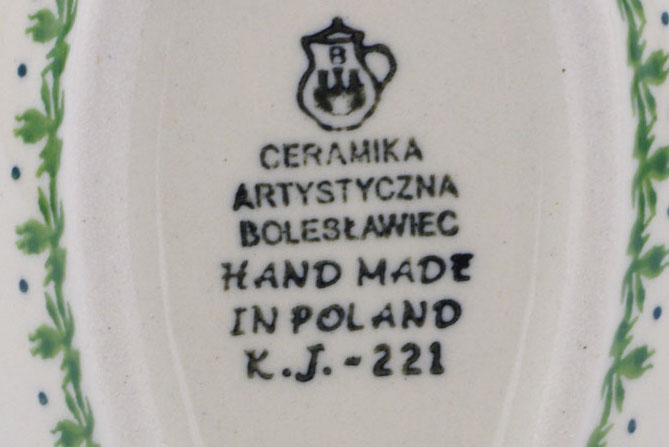 B
CERAMIKA
ARTYSTYCZNA
BOLESŁAWIEC
HAND MADE
IN POLAND
K.J.-221